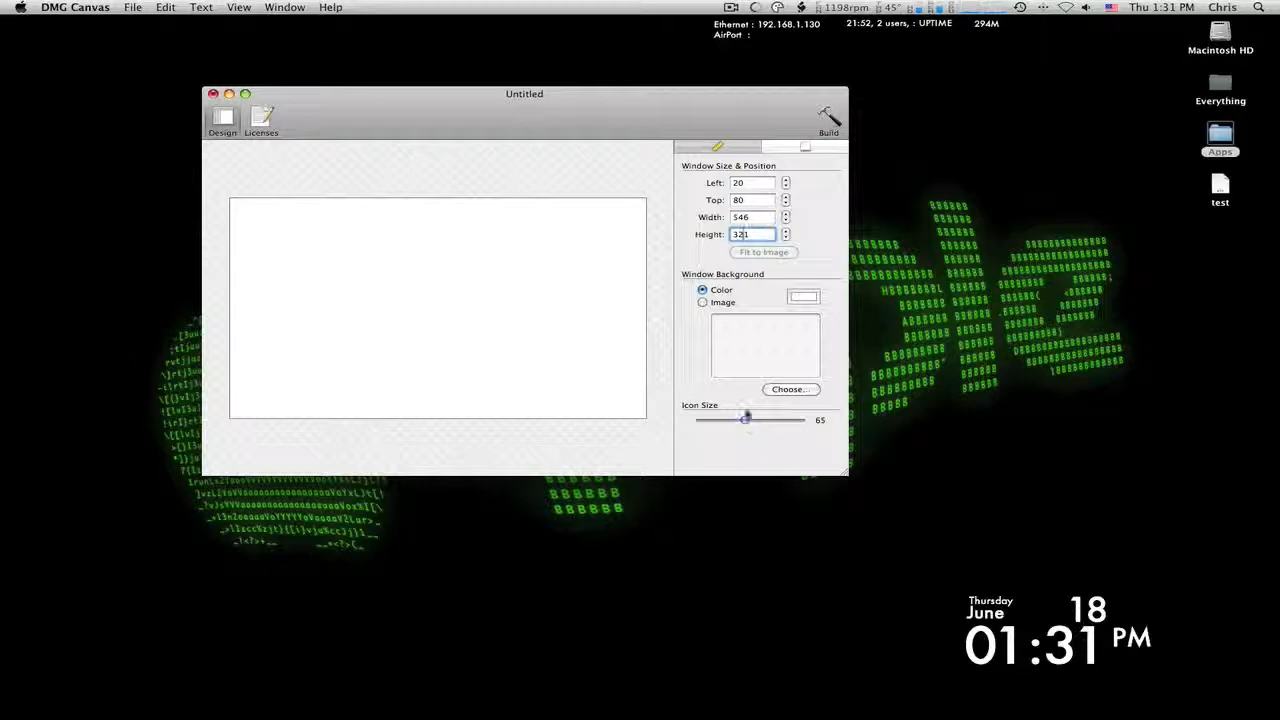 DMG Canvas File Edit Text View Window Help
1198rpm 45° Thu 1:31 PM Chris
Ethernet : 192.168.1.130 21:52, 2 users, : UPTIME 294M
AirPort :
Macintosh HD
Everything
Apps
test
Untitled
Design Licenses Build
Window Size & Position
Left: 20
Top: 80
Width: 546
Height: 321
Fit to Image
Window Background
Color
Image
Choose...
Icon Size
65
Thursday
June 18
01:31 PM